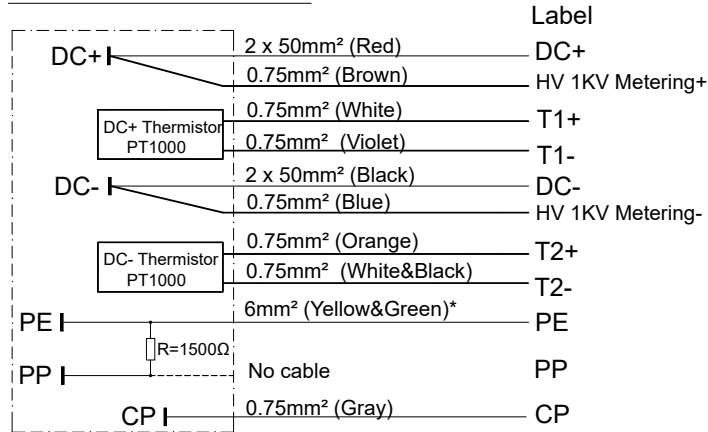 Label
DC+ 2 x 50mm² (Red) DC+
0.75mm² (Brown) HV 1KV Metering+
0.75mm² (White) T1+
DC+ Thermistor
PT1000
0.75mm² (Violet) T1-
DC- 2 x 50mm² (Black) DC-
0.75mm² (Blue) HV 1KV Metering-
0.75mm² (Orange) T2+
DC- Thermistor
PT1000
0.75mm² (White&Black) T2-
PE 6mm² (Yellow&Green)* PE
R=1500Ω
PP No cable PP
CP 0.75mm² (Gray) CP